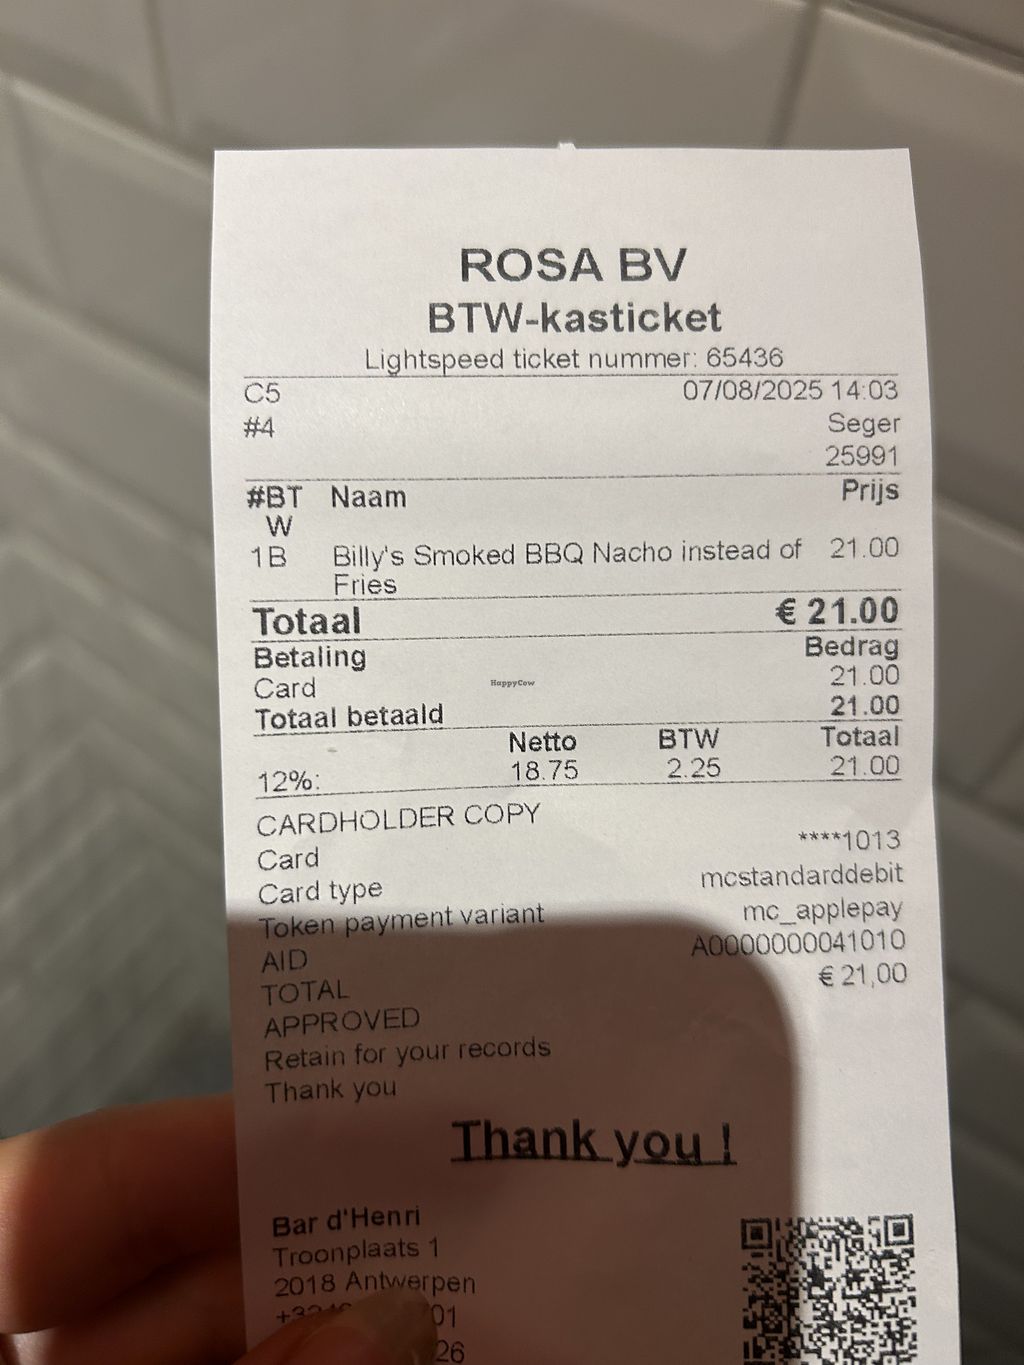 ROSA BV
BTW-kasticket
Lightspeed ticket nummer: 65436
C5 07/08/2025 14:03
#4 Seger
25991
#BT Naam Prijs
W
1B Billy's Smoked BBQ Nacho instead of 21.00
Fries
Totaal € 21.00
Betaling Bedrag
Card 21.00
HappyCow
Totaal betaald 21.00
Netto BTW Totaal
12%: 18.75 2.25 21.00
CARDHOLDER COPY
Card ****1013
Card type mcstandarddebit
Token payment variant mc_applepay
AID A0000000041010
TOTAL € 21,00
APPROVED
Retain for your records
Thank you
Thank you !
Bar d'Henri
Troonplaats 1
2018 Antwerpen